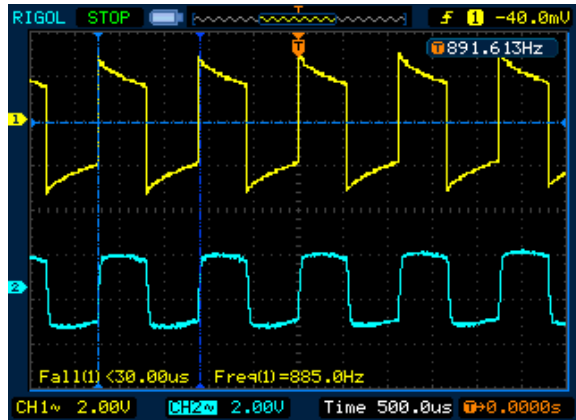 RIGOL STOP T f 1 -40.0mV
T 891.613Hz
T
1
2
Fall(1)<30.00us Freq(1)=885.0Hz
CH1~ 2.00V CH2~ 2.00V Time 500.0us T→0.0000s